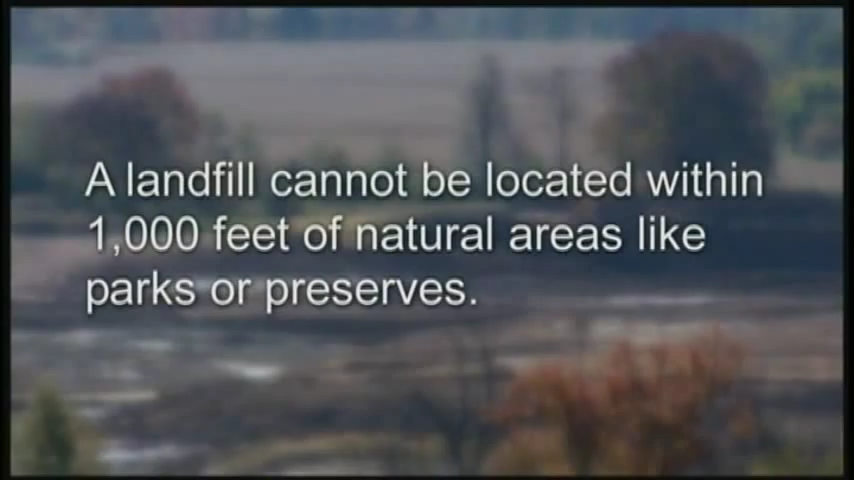 A landfill cannot be located within
1,000 feet of natural areas like
parks or preserves.